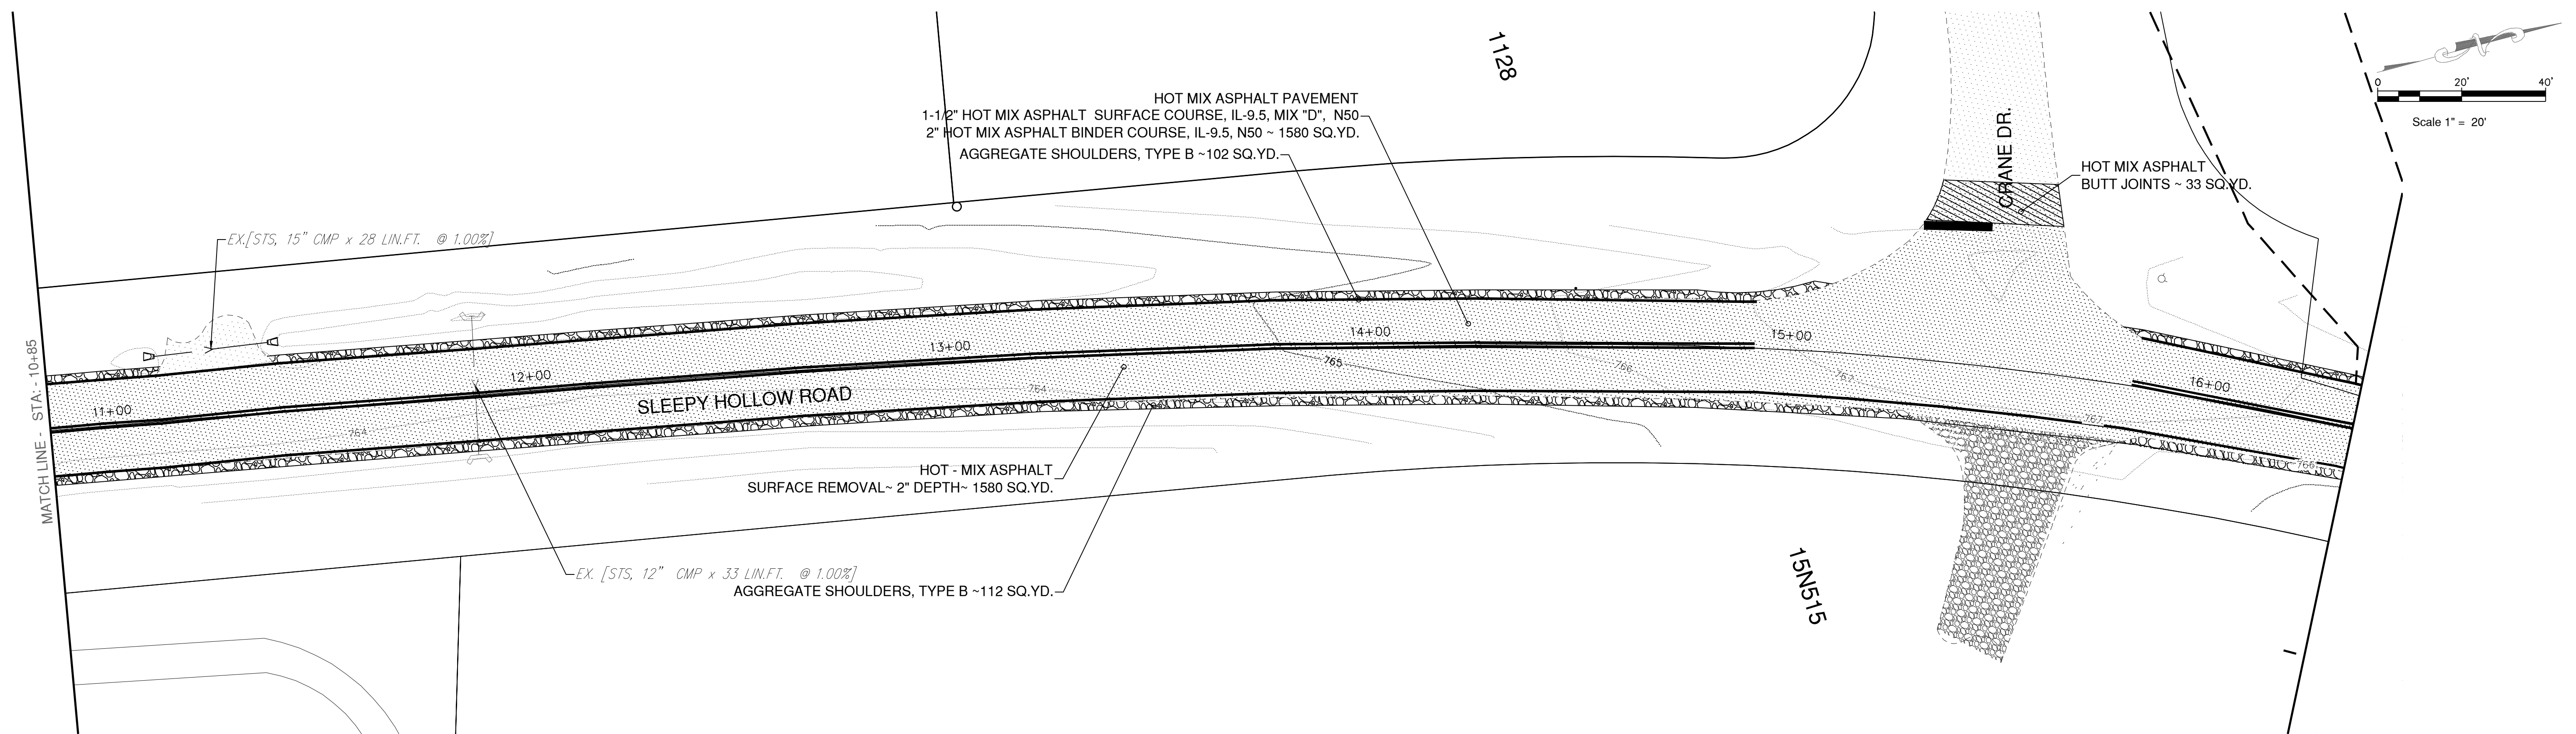 1128
0 20' 40'
Scale 1" = 20'
HOT MIX ASPHALT PAVEMENT
1-1/2" HOT MIX ASPHALT SURFACE COURSE, IL-9.5, MIX "D", N50
2" HOT MIX ASPHALT BINDER COURSE, IL-9.5, N50 ~ 1580 SQ.YD.
AGGREGATE SHOULDERS, TYPE B ~102 SQ.YD.
CRANE DR.
HOT MIX ASPHALT
BUTT JOINTS ~ 33 SQ.YD.
EX.[STS, 15" CMP x 28 LIN.FT. @ 1.00%]
MATCH LINE - STA: - 10+85
11+00
12+00
13+00
14+00
15+00
16+00
SLEEPY HOLLOW ROAD
764
764
765
766
767
767
766
HOT - MIX ASPHALT
SURFACE REMOVAL~ 2" DEPTH~ 1580 SQ.YD.
EX. [STS, 12" CMP x 33 LIN.FT. @ 1.00%]
AGGREGATE SHOULDERS, TYPE B ~112 SQ.YD.
15N515